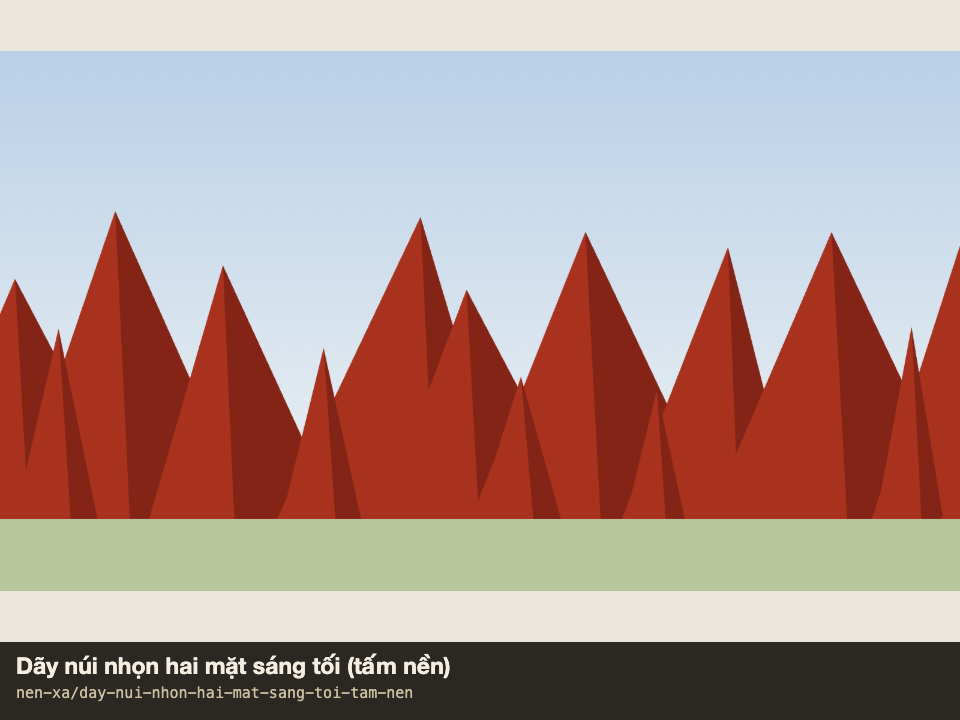 Dãy núi nhọn hai mặt sáng tối (tấm nền)
nen-xa/day-nui-nhon-hai-mat-sang-toi-tam-nen